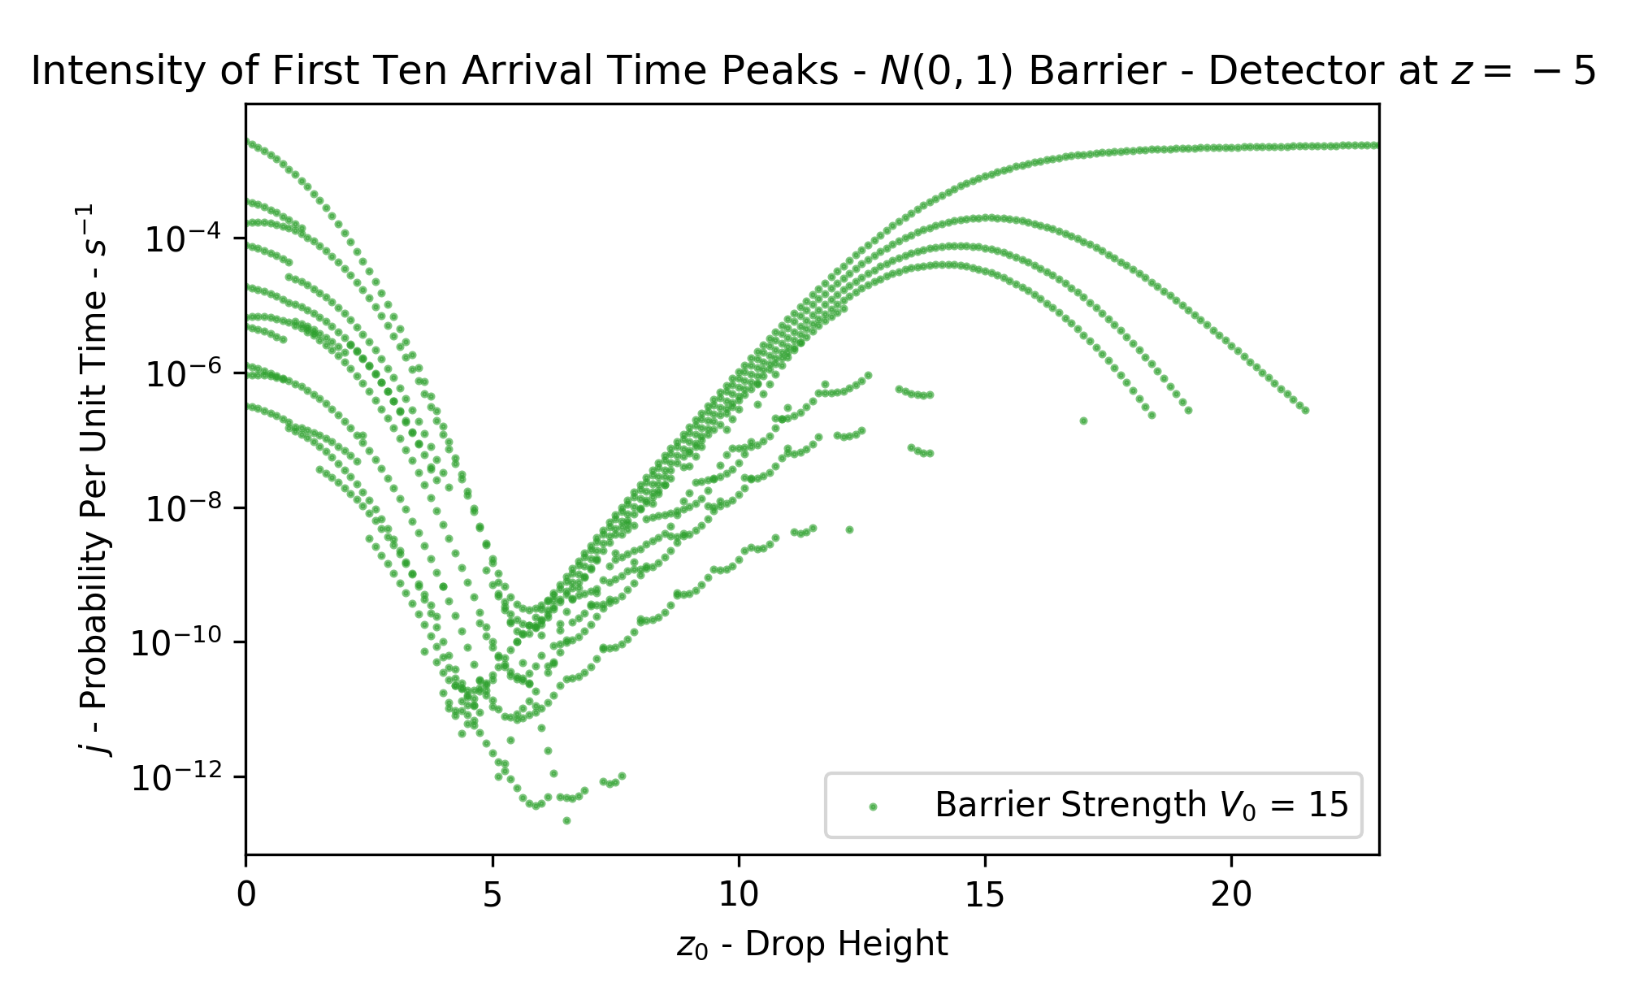 Intensity of First Ten Arrival Time Peaks - N(0, 1) Barrier - Detector at z = −5
j - Probability Per Unit Time - s⁻¹
10⁻⁴
10⁻⁶
10⁻⁸
10⁻¹⁰
10⁻¹²
Barrier Strength V₀ = 15
0 5 10 15 20
z₀ - Drop Height